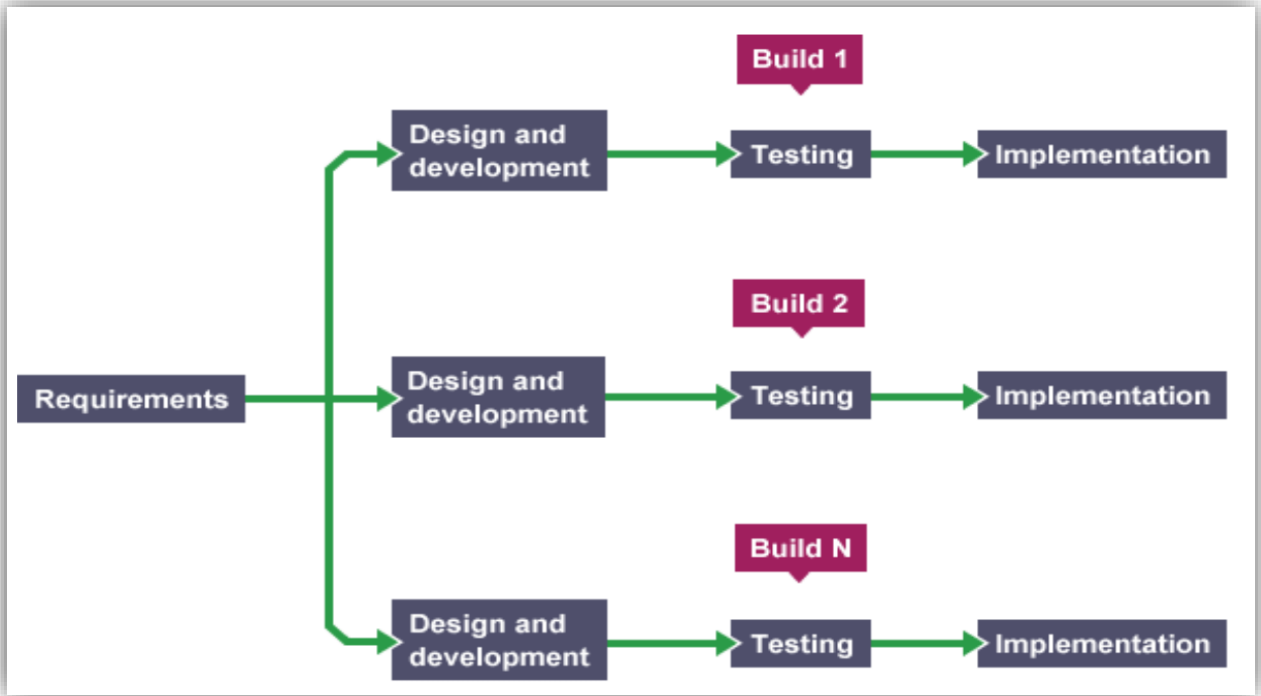 Build 1
Design and
development
Testing
Implementation
Build 2
Requirements
Design and
development
Testing
Implementation
Build N
Design and
development
Testing
Implementation